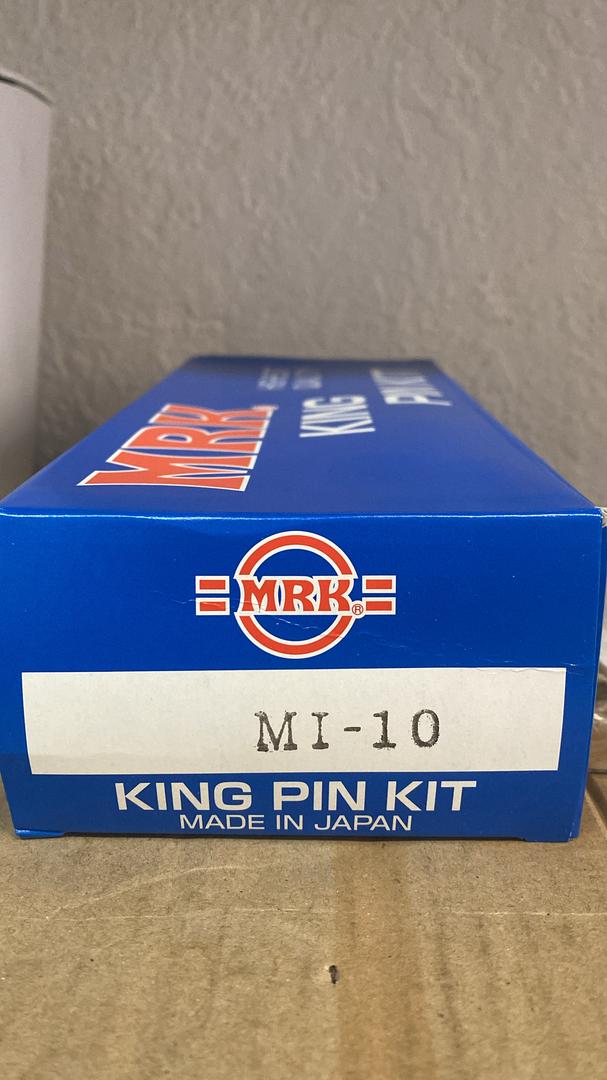 MRK
KING
PIN KIT
MRK®
MI-10
KING PIN KIT
MADE IN JAPAN